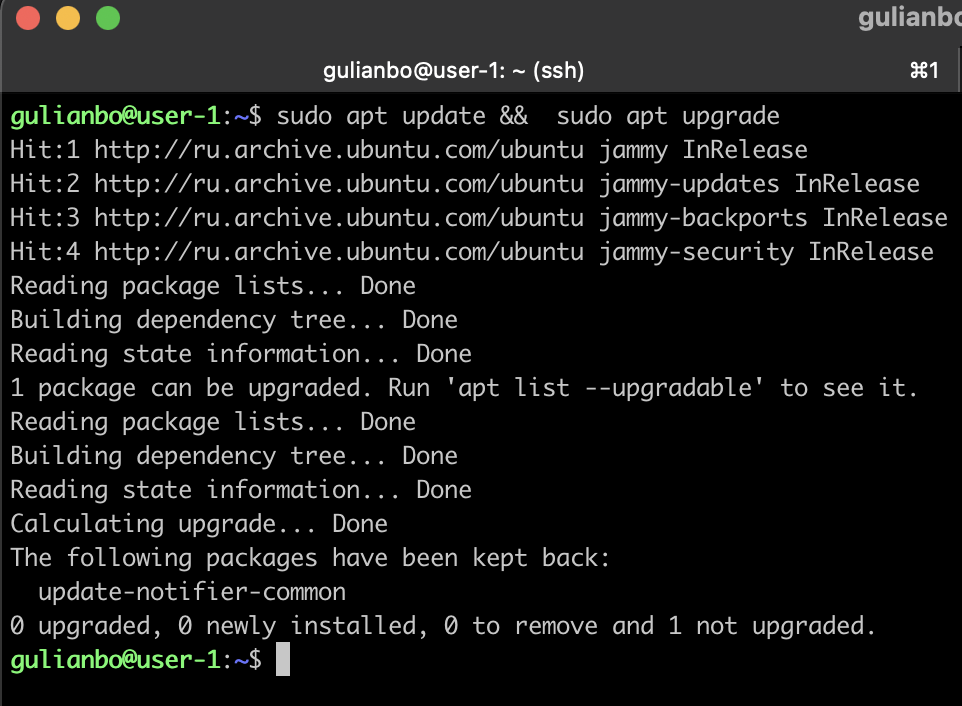 gulianbo
gulianbo@user-1: ~ (ssh) ⌘1
gulianbo@user-1:~$ sudo apt update &&  sudo apt upgrade
Hit:1 http://ru.archive.ubuntu.com/ubuntu jammy InRelease
Hit:2 http://ru.archive.ubuntu.com/ubuntu jammy-updates InRelease
Hit:3 http://ru.archive.ubuntu.com/ubuntu jammy-backports InRelease
Hit:4 http://ru.archive.ubuntu.com/ubuntu jammy-security InRelease
Reading package lists... Done
Building dependency tree... Done
Reading state information... Done
1 package can be upgraded. Run 'apt list --upgradable' to see it.
Reading package lists... Done
Building dependency tree... Done
Reading state information... Done
Calculating upgrade... Done
The following packages have been kept back:
  update-notifier-common
0 upgraded, 0 newly installed, 0 to remove and 1 not upgraded.
gulianbo@user-1:~$